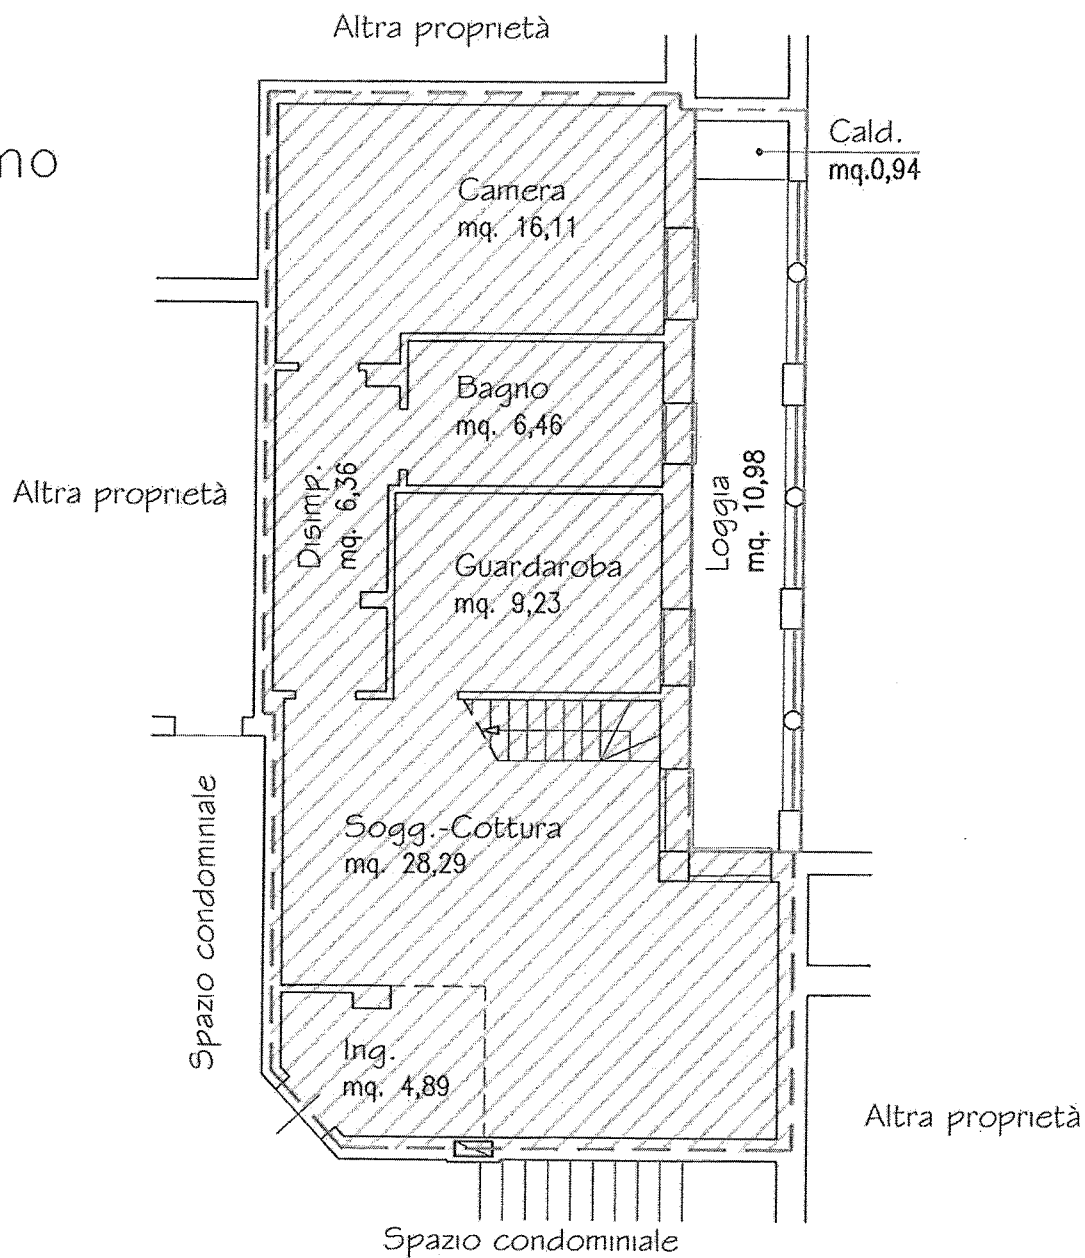 Altra proprietà
Cald.
mq.0,94
Camera
mq. 16,11
Bagno
mq. 6,46
Altra proprietà
Disimp.
mq. 6,36
Loggia
mq. 10,98
Guardaroba
mq. 9,23
Spazio condominiale
Sogg.-Cottura
mq. 28,29
Ing.
mq. 4,89
Altra proprietà
Spazio condominiale